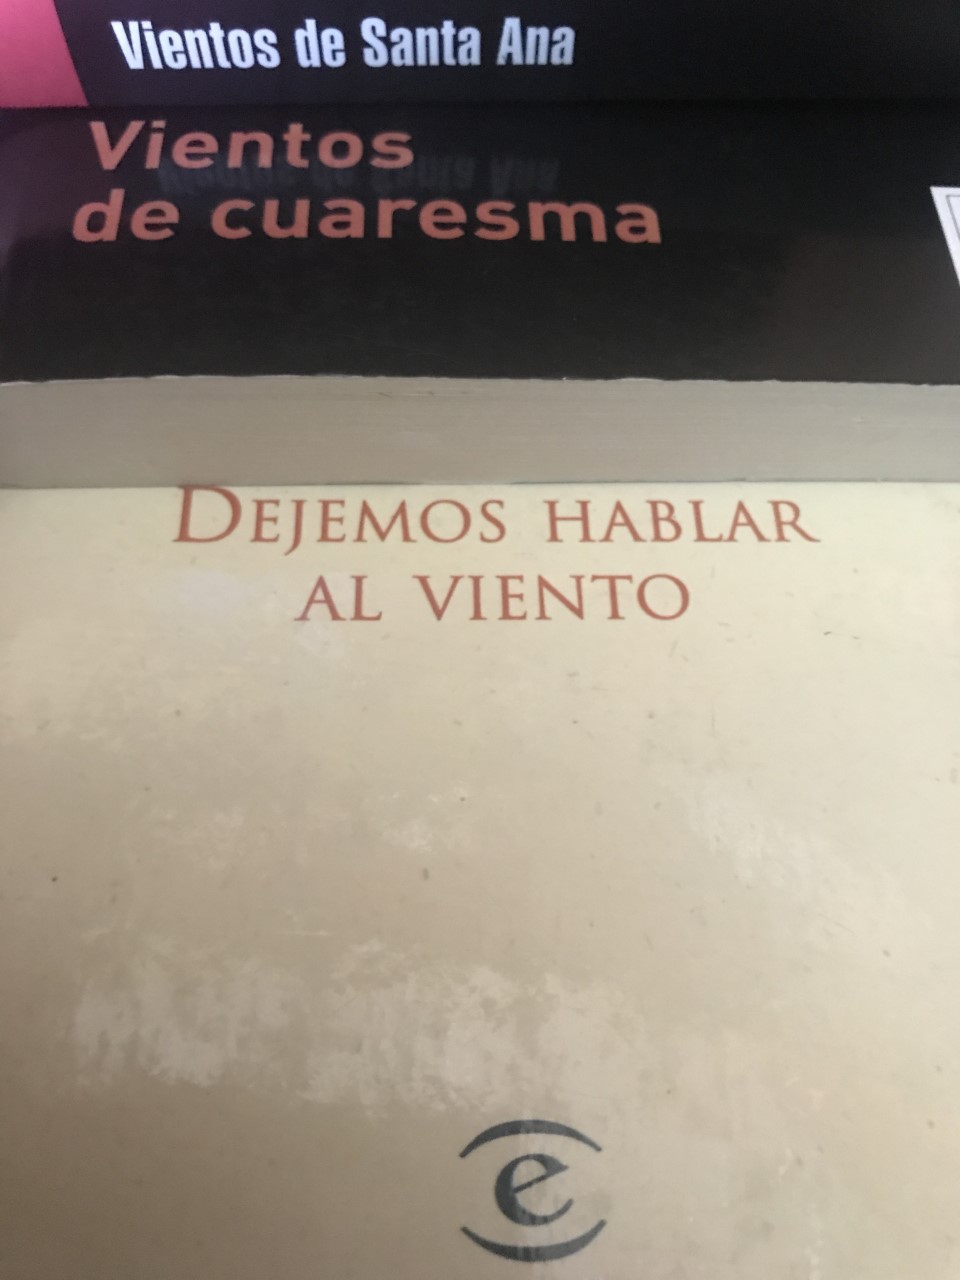 Vientos de Santa Ana
Vientos
de cuaresma
DEJEMOS HABLAR
AL VIENTO
e